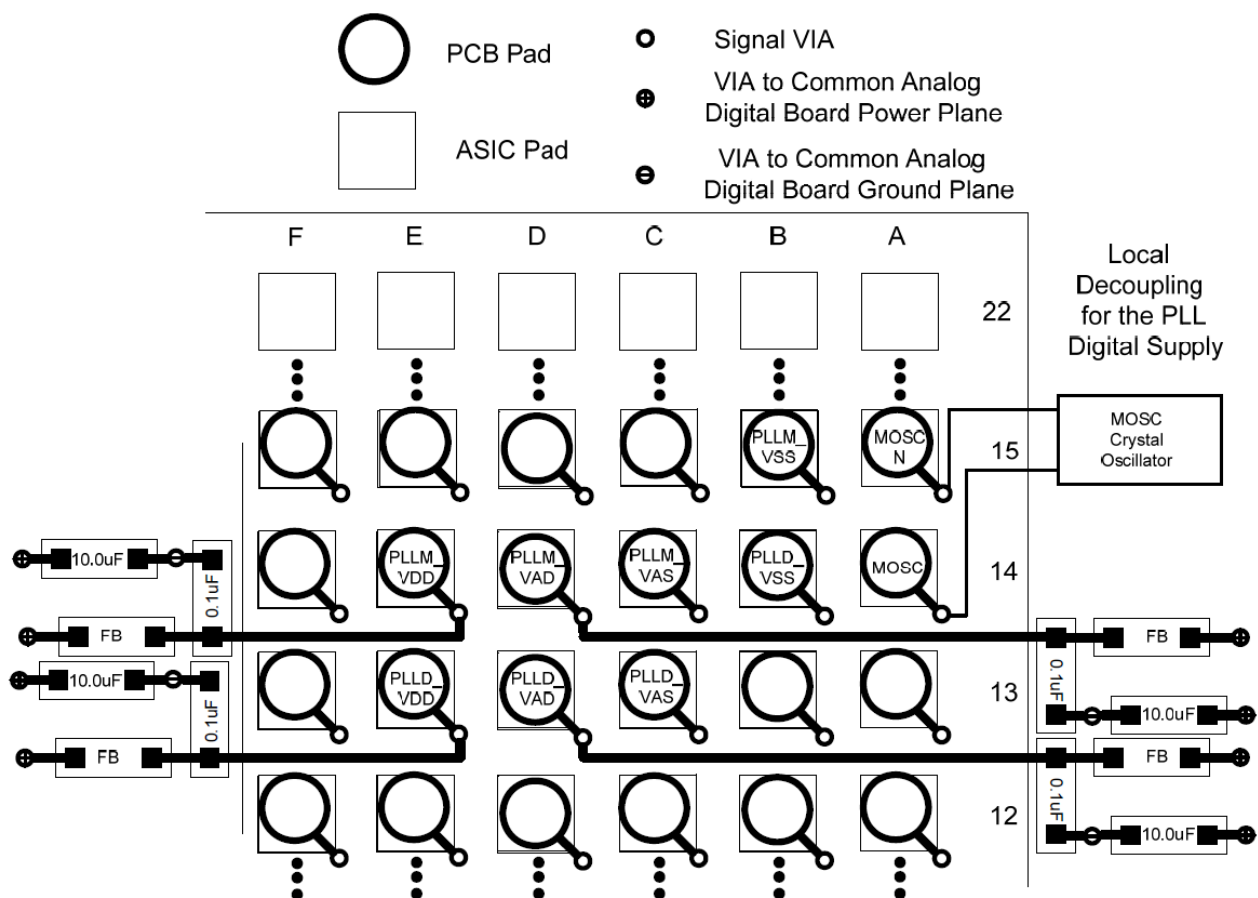 PCB Pad
Signal VIA
VIA to Common Analog
Digital Board Power Plane
ASIC Pad
VIA to Common Analog
Digital Board Ground Plane
F E D C B A
Local
Decoupling
for the PLL
Digital Supply
22
PLLM_
VSS
MOSC
N
15
MOSC
Crystal
Oscillator
10.0uF
0.1uF
PLLM_
VDD
PLLM_
VAD
PLLM_
VAS
PLLD_
VSS
MOSC
14
FB
FB
10.0uF
0.1uF
PLLD_
VDD
PLLD_
VAD
PLLD_
VAS
13
0.1uF
10.0uF
FB
FB
12
0.1uF
10.0uF